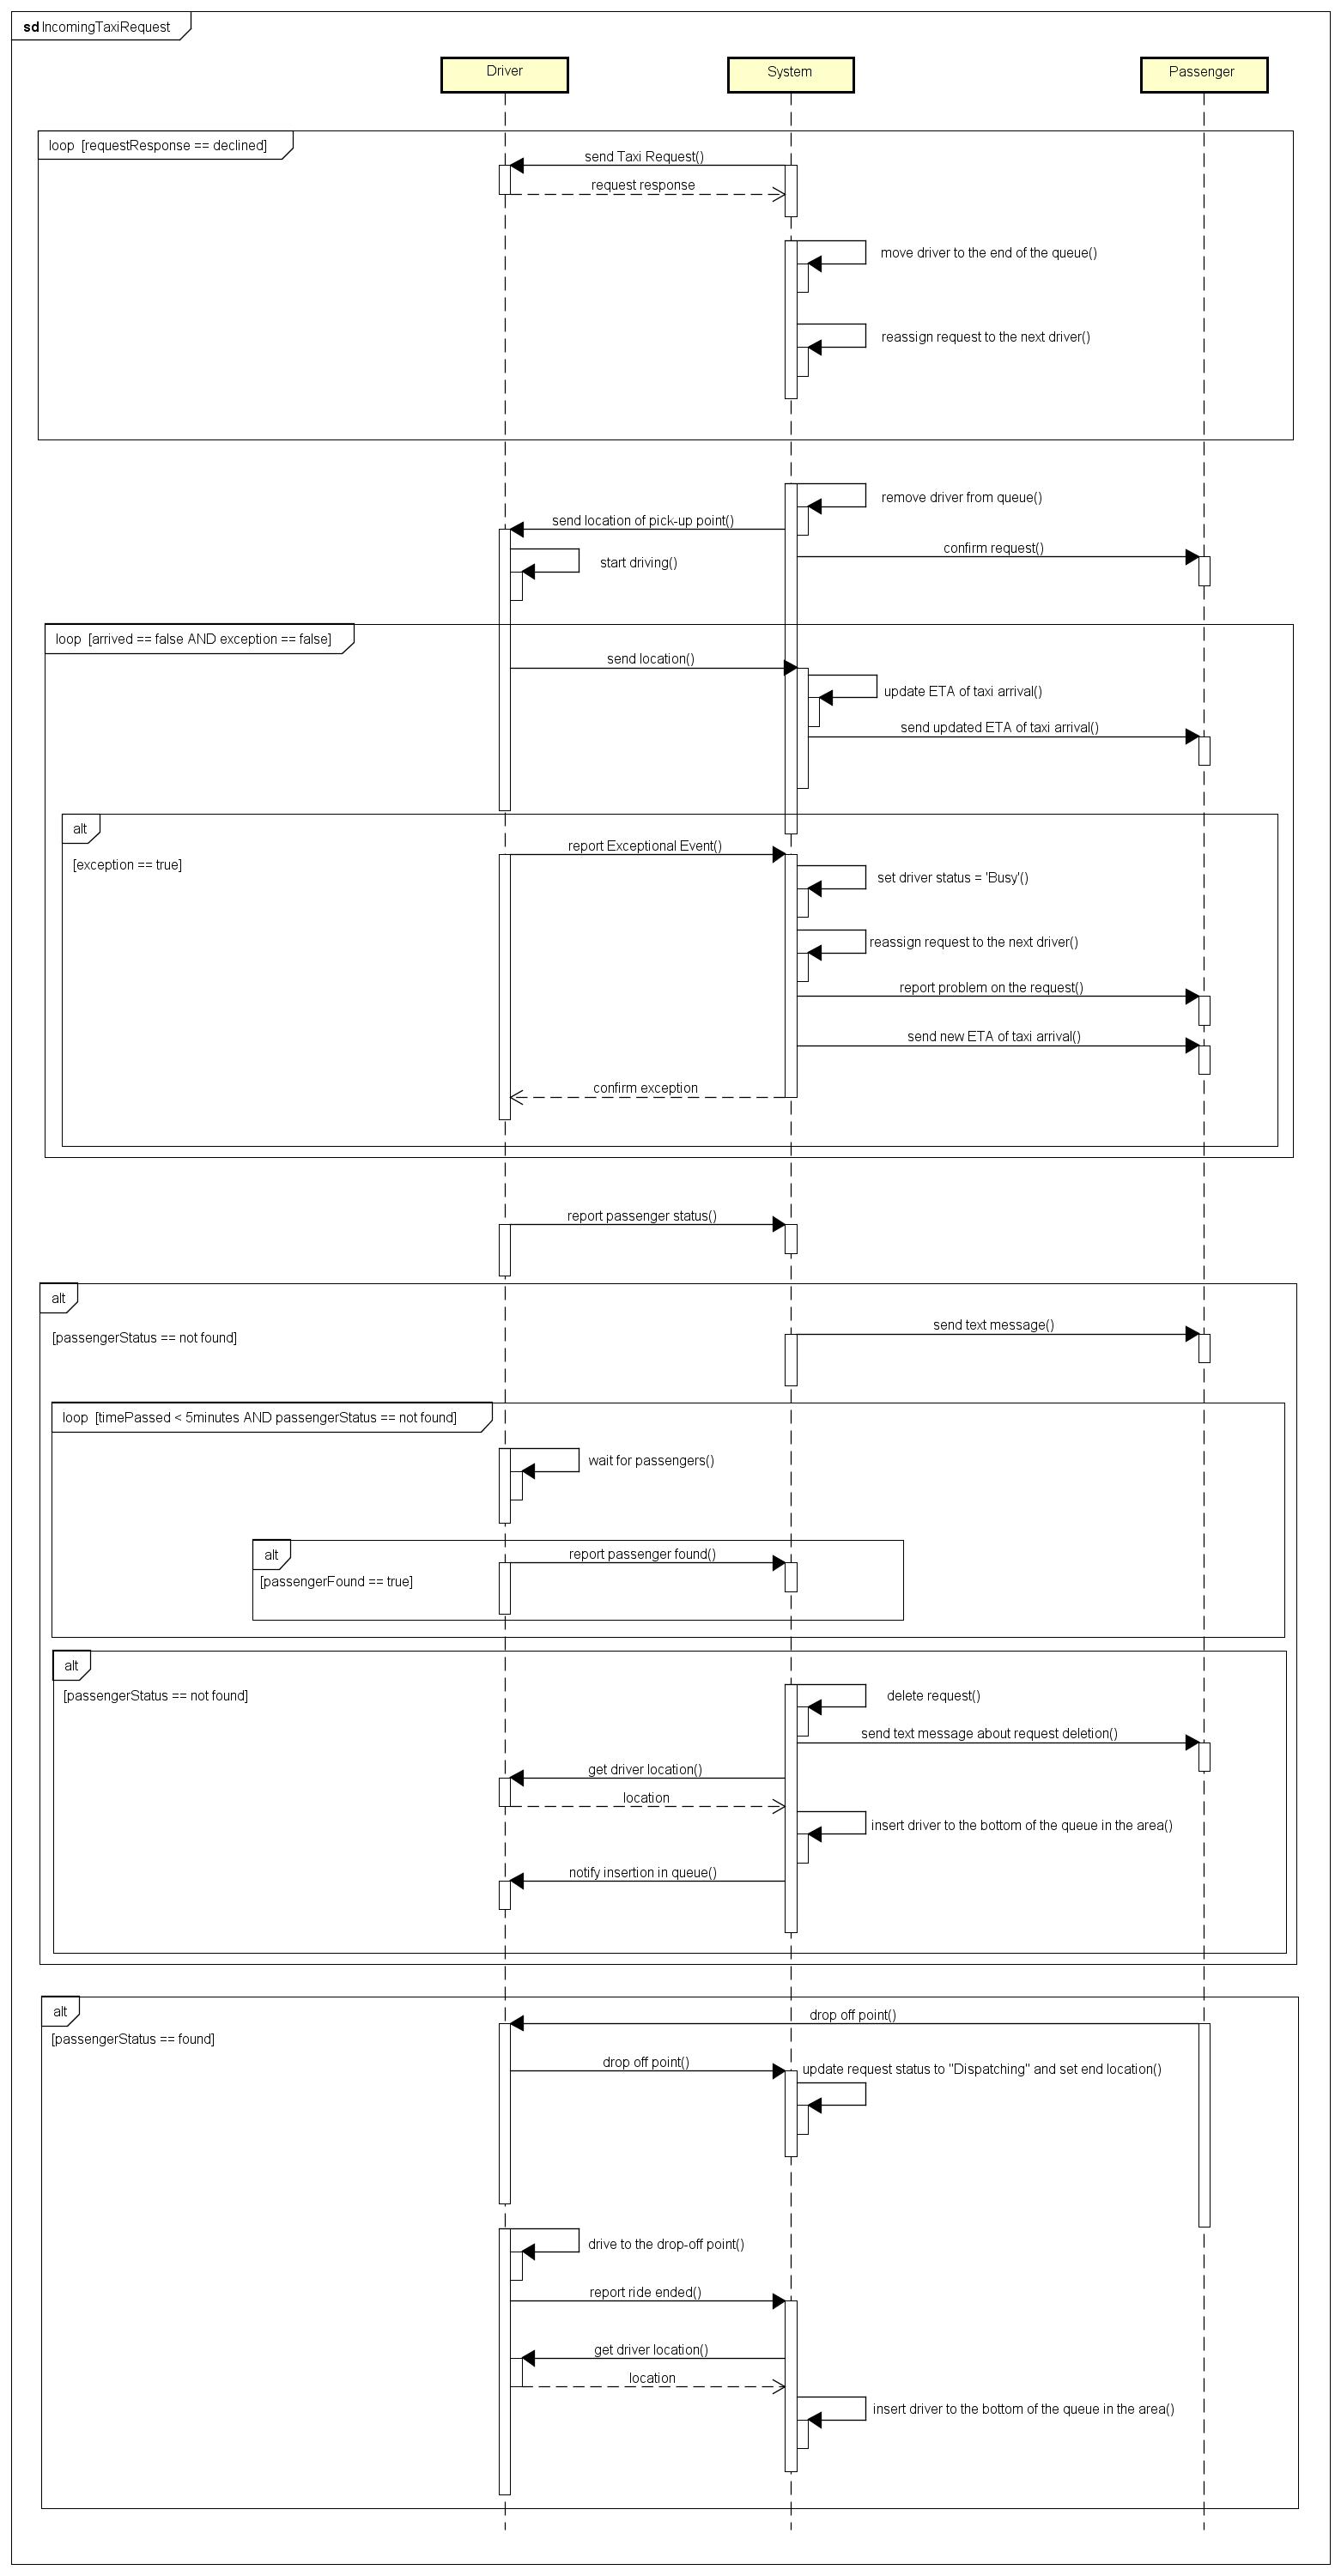 sd IncomingTaxiRequest
Driver
System
Passenger
loop [requestResponse == declined]
send Taxi Request()
request response
move driver to the end of the queue()
reassign request to the next driver()
remove driver from queue()
send location of pick-up point()
confirm request()
start driving()
loop [arrived == false AND exception == false]
send location()
update ETA of taxi arrival()
send updated ETA of taxi arrival()
alt
report Exceptional Event()
[exception == true]
set driver status = 'Busy'()
reassign request to the next driver()
report problem on the request()
send new ETA of taxi arrival()
confirm exception
report passenger status()
alt
send text message()
[passengerStatus == not found]
loop [timePassed < 5minutes AND passengerStatus == not found]
wait for passengers()
alt
report passenger found()
[passengerFound == true]
alt
[passengerStatus == not found]
delete request()
send text message about request deletion()
get driver location()
location
insert driver to the bottom of the queue in the area()
notify insertion in queue()
alt
drop off point()
[passengerStatus == found]
drop off point()
update request status to "Dispatching" and set end location()
drive to the drop-off point()
report ride ended()
get driver location()
location
insert driver to the bottom of the queue in the area()